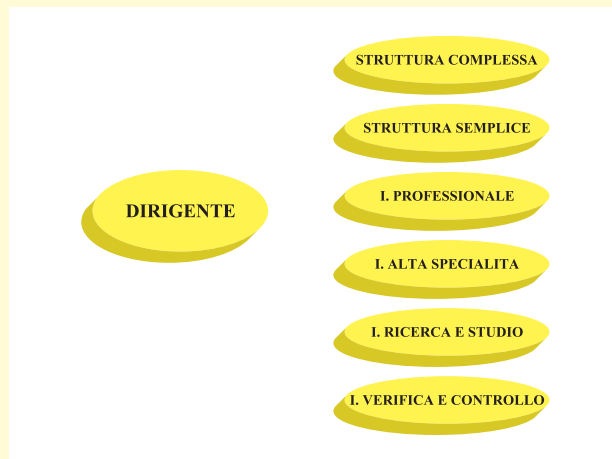 DIRIGENTE
STRUTTURA COMPLESSA
STRUTTURA SEMPLICE
I. PROFESSIONALE
I. ALTA SPECIALITA
I. RICERCA E STUDIO
I. VERIFICA E CONTROLLO